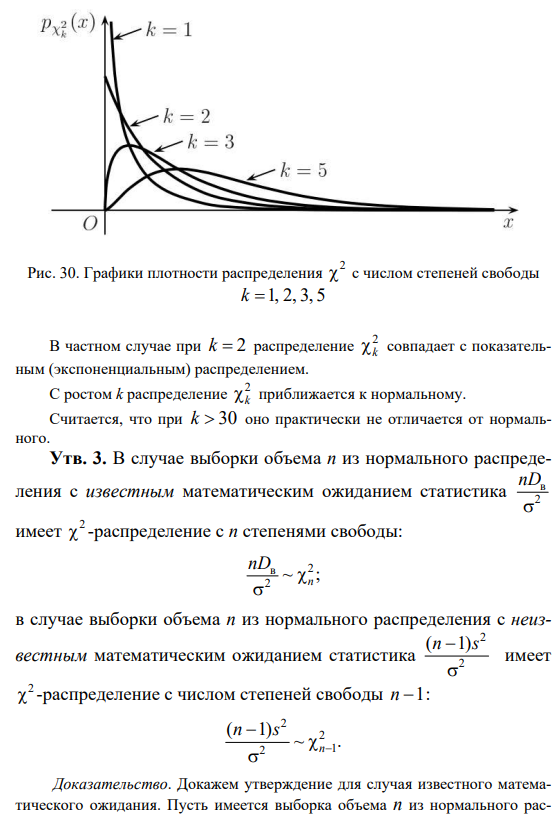 p_{χ²_k}(x)
k = 1
k = 2
k = 3
k = 5
O
x
Рис. 30. Графики плотности распределения χ² с числом степеней свободы
k = 1, 2, 3, 5
В частном случае при k = 2 распределение χ²_k совпадает с показатель-
ным (экспоненциальным) распределением.
С ростом k распределение χ²_k приближается к нормальному.
Считается, что при k > 30 оно практически не отличается от нормаль-
ного.
Утв. 3. В случае выборки объема n из нормального распреде-
ления с известным математическим ожиданием статистика nD_в/σ²
имеет χ²-распределение с n степенями свободы:
nD_в/σ² ~ χ²_n;
в случае выборки объема n из нормального распределения с неиз-
вестным математическим ожиданием статистика (n − 1)s²/σ² имеет
χ²-распределение с числом степеней свободы n − 1:
(n − 1)s²/σ² ~ χ²_{n−1}.
Доказательство. Докажем утверждение для случая известного матема-
тического ожидания. Пусть имеется выборка объема n из нормального рас-